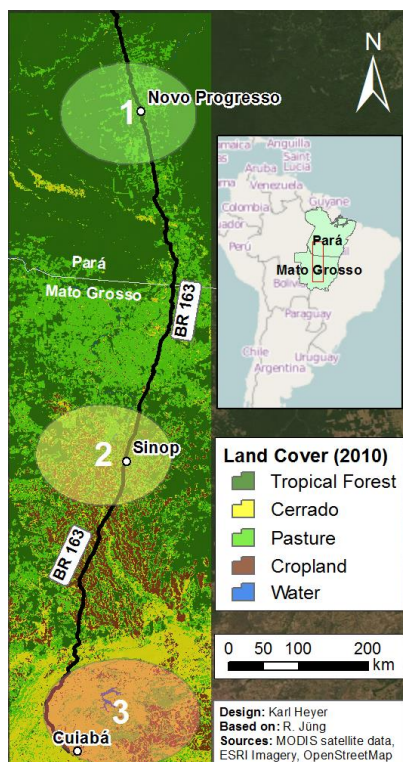 N
1
Novo Progresso
Pará
Mato Grosso
BR 163
2
Sinop
BR 163
3
Cuiabá
Anguilla
Saint
Lucia
Aruba
Venezuela
Guyane
Colombia
Pará
Perú
Mato Grosso
Paraguay
Chile
Uruguay
Argentina
Land Cover (2010)
Tropical Forest
Cerrado
Pasture
Cropland
Water
0 50 100 200
km
Design: Karl Heyer
Based on: R. Jüng
Sources: MODIS satellite data,
ESRI Imagery, OpenStreetMap